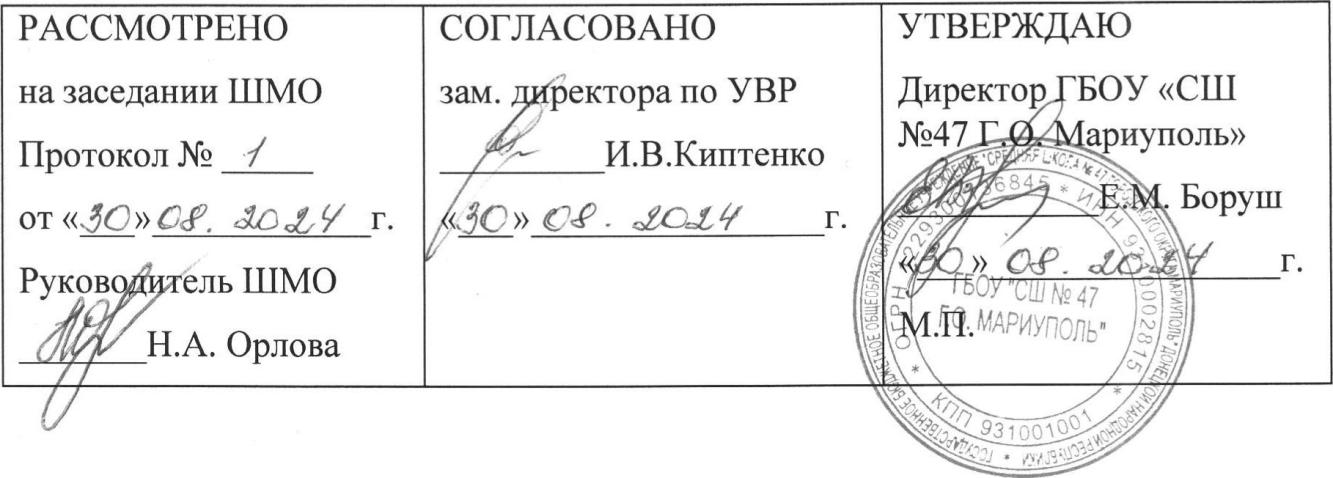 РАССМОТРЕНО
на заседании ШМО
Протокол № 1
от «30» 08. 2024 г.
Руководитель ШМО
Н.А. Орлова
СОГЛАСОВАНО
зам. директора по УВР
И.В.Киптенко
«30» 08. 2024 г.
УТВЕРЖДАЮ
Директор ГБОУ «СШ
№47 Г.О. Мариуполь»
Е.М. Боруш
«30» 08. 2024 г.
М.П.
ГБОУ "СШ № 47
Г.О. МАРИУПОЛЬ"
КПП 931001001